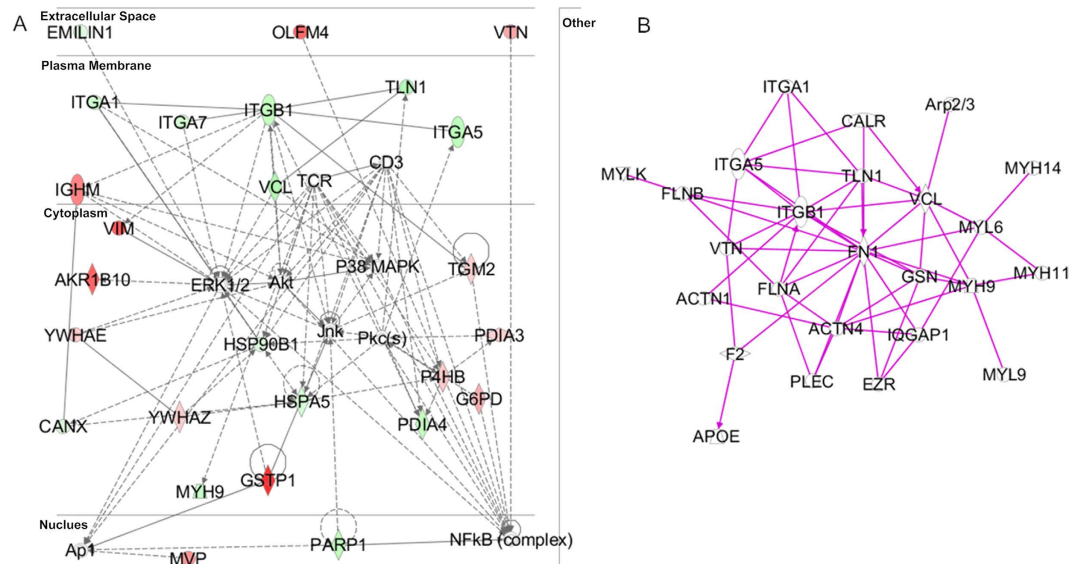 A
Extracellular Space
Other
B
EMILIN1
OLFM4
VTN
Plasma Membrane
ITGA1
ITGA7
ITGB1
TLN1
ITGA5
CD3
TCR
VCL
IGHM
Cytoplasm
VIM
AKR1B10
ERK1/2
Akt
P38 MAPK
TGM2
YWHAE
HSP90B1
Jnk
Pkc(s)
PDIA3
P4HB
G6PD
HSPA5
YWHAZ
CANX
PDIA4
GSTP1
MYH9
Nuclues
Ap1
MVP
PARP1
NFkB (complex)
ITGA1
Arp2/3
CALR
ITGA5
TLN1
MYH14
MYLK
FLNB
ITGB1
VCL
MYL6
VTN
FN1
GSN
MYH9
MYH11
FLNA
ACTN1
ACTN4
IQGAP1
F2
PLEC
EZR
MYL9
APOE